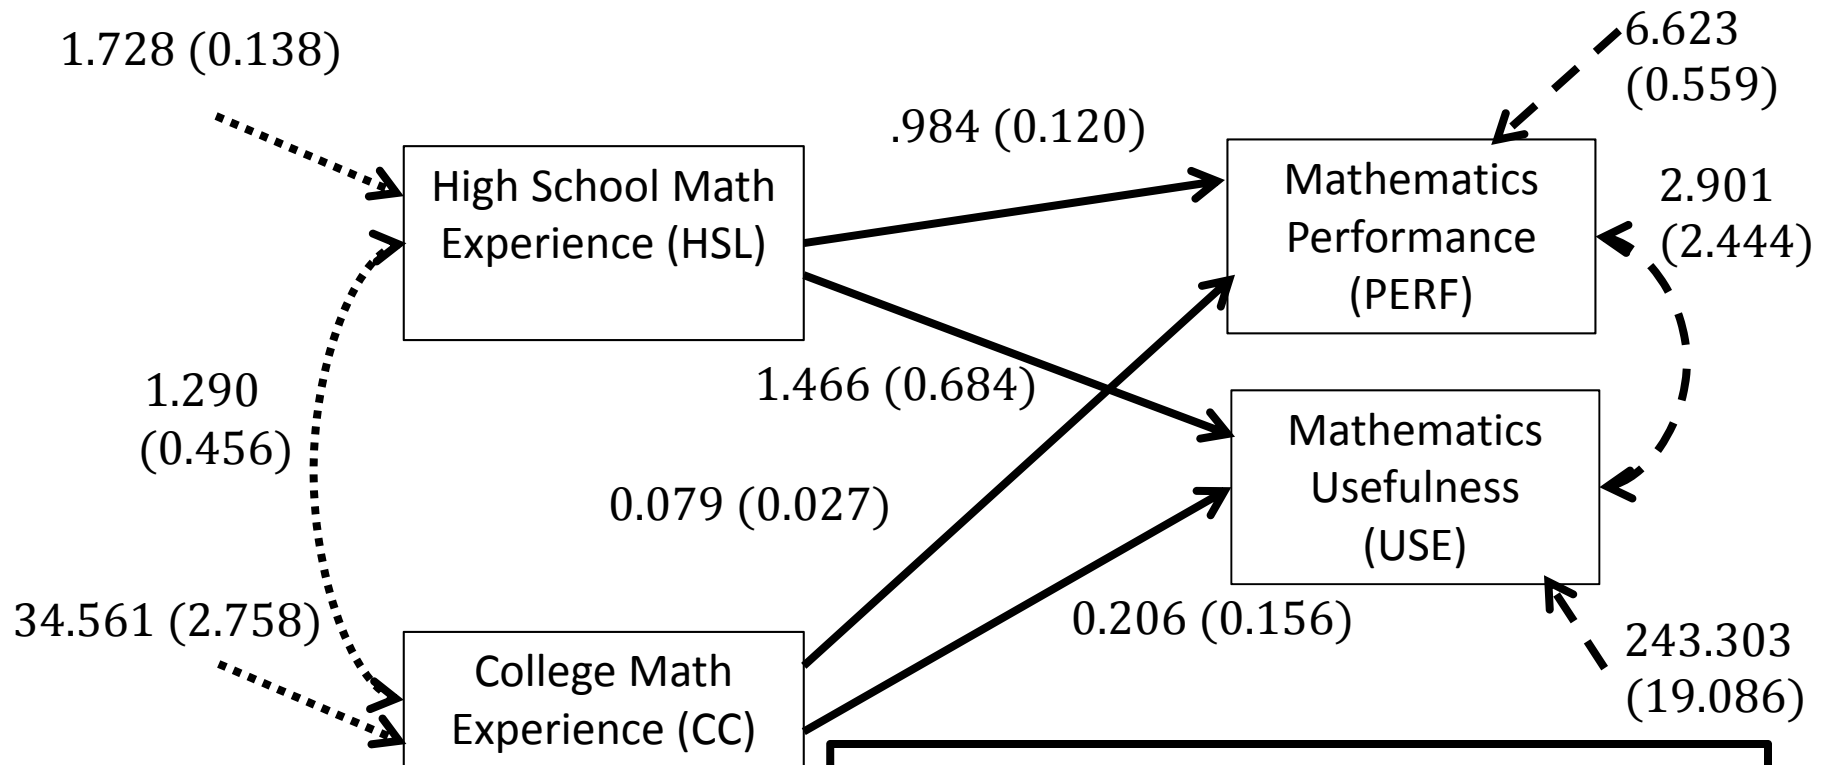 1.728 (0.138)
6.623
(0.559)
.984 (0.120)
High School Math
Experience (HSL)
Mathematics
Performance
(PERF)
2.901
(2.444)
1.290
(0.456)
1.466 (0.684)
Mathematics
Usefulness
(USE)
0.079 (0.027)
34.561 (2.758)
0.206 (0.156)
243.303
(19.086)
College Math
Experience (CC)